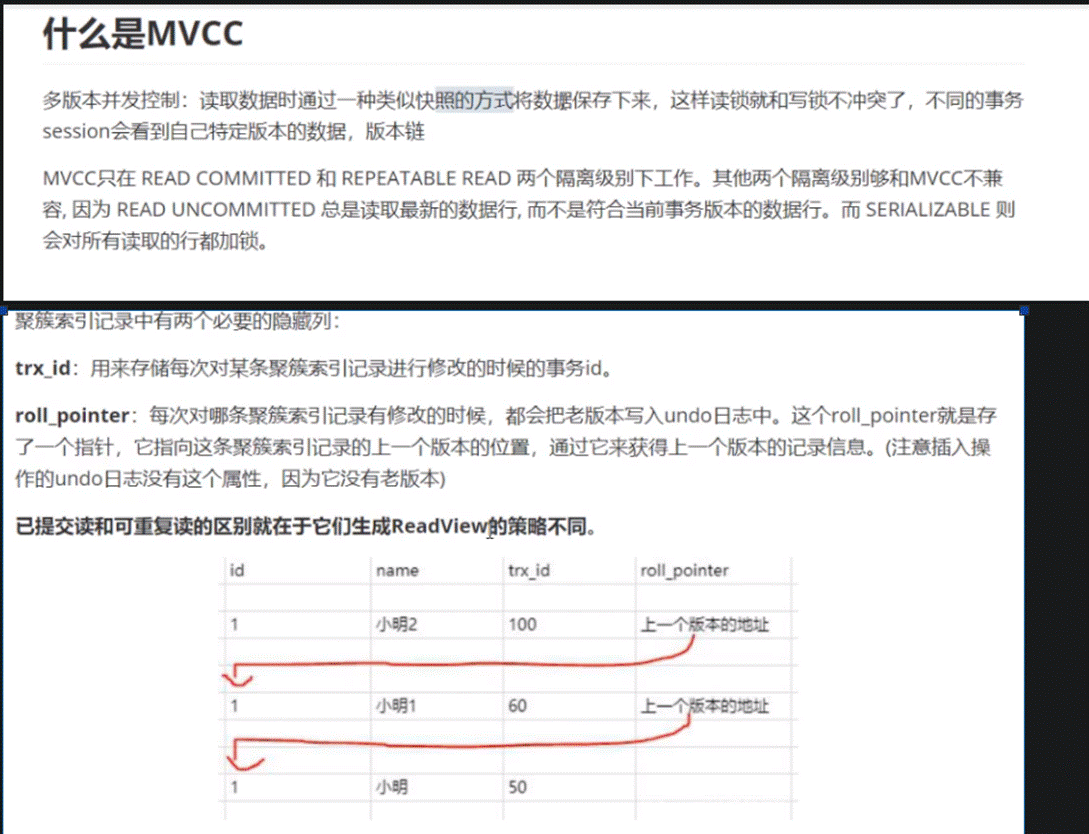 什么是MVCC
多版本并发控制：读取数据时通过一种类似快照的方式将数据保存下来，这样读锁就和写锁不冲突了，不同的事务
session会看到自己特定版本的数据，版本链
MVCC只在 READ COMMITTED 和 REPEATABLE READ 两个隔离级别下工作。其他两个隔离级别够和MVCC不兼
容, 因为 READ UNCOMMITTED 总是读取最新的数据行, 而不是符合当前事务版本的数据行。而 SERIALIZABLE 则
会对所有读取的行都加锁。
聚簇索引记录中有两个必要的隐藏列：
trx_id：用来存储每次对某条聚簇索引记录进行修改的时候的事务id。
roll_pointer：每次对哪条聚簇索引记录有修改的时候，都会把老版本写入undo日志中。这个roll_pointer就是存
了一个指针，它指向这条聚簇索引记录的上一个版本的位置，通过它来获得上一个版本的记录信息。(注意插入操
作的undo日志没有这个属性，因为它没有老版本)
已提交读和可重复读的区别就在于它们生成ReadView的策略不同。
id name trx_id roll_pointer
1 小明2 100 上一个版本的地址
1 小明1 60 上一个版本的地址
1 小明 50